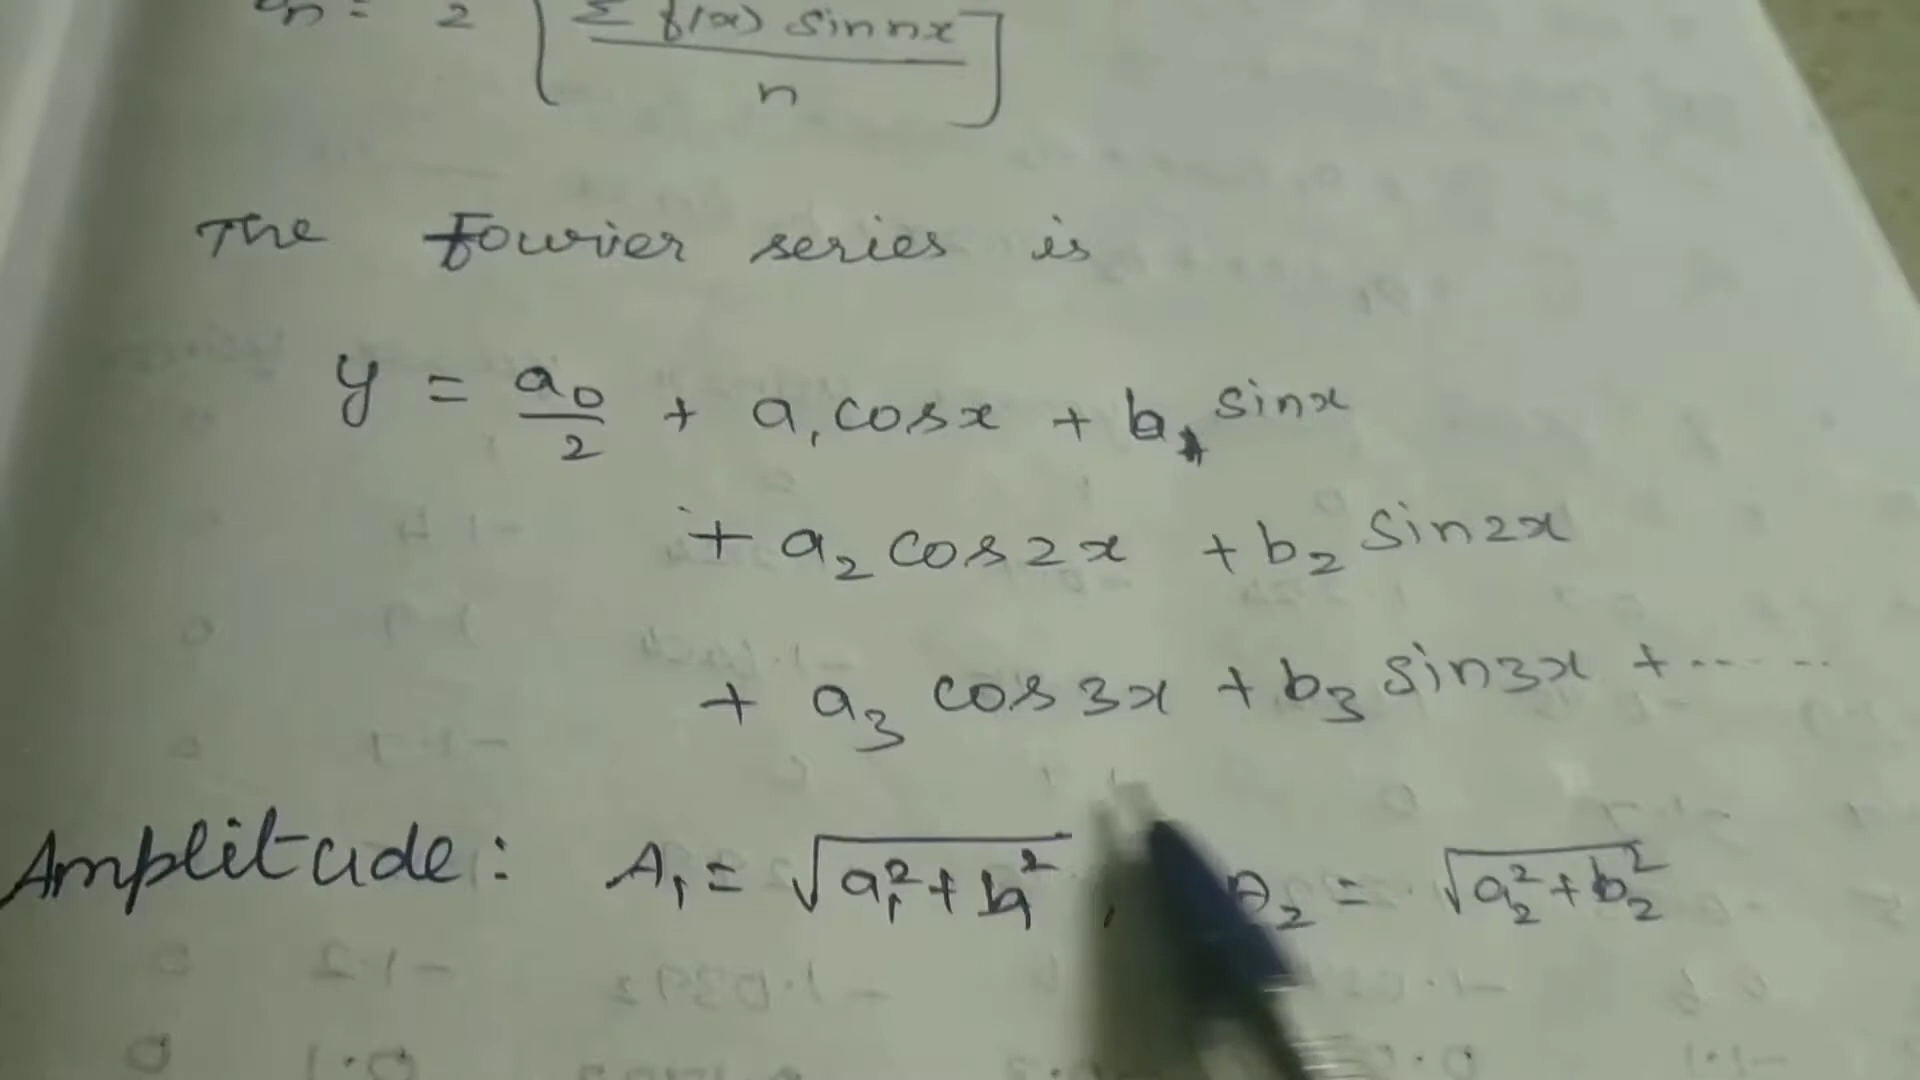 n = 2 [ Σ f(x) sin nx / n ]
The Fourier series is
y = a₀/2 + a₁ cos x + b₁ sin x
+ a₂ cos 2x + b₂ sin 2x
+ a₃ cos 3x + b₃ sin 3x + ......
Amplitude : A₁ = √(a₁² + b₁²) , A₂ = √(a₂² + b₂²)